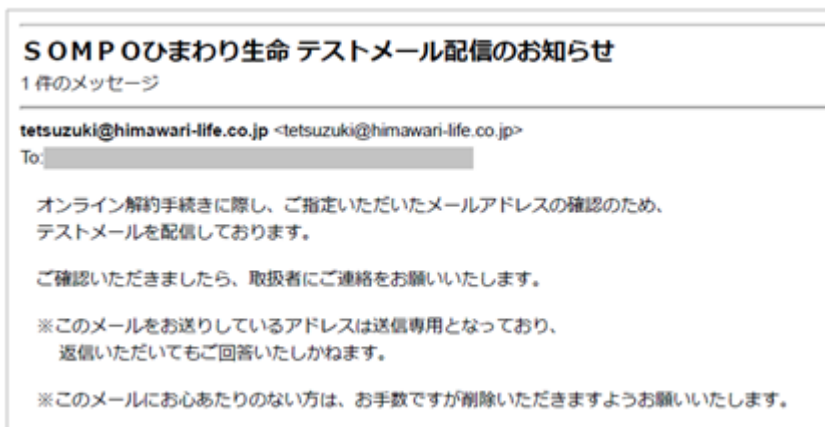 ＳＯＭＰＯひまわり生命 テストメール配信のお知らせ
1 件のメッセージ
tetsuzuki@himawari-life.co.jp <tetsuzuki@himawari-life.co.jp>
To:
オンライン解約手続きに際し、ご指定いただいたメールアドレスの確認のため、
テストメールを配信しております。
ご確認いただきましたら、取扱者にご連絡をお願いいたします。
※このメールをお送りしているアドレスは送信専用となっており、
返信いただいてもご回答いたしかねます。
※このメールにお心あたりのない方は、お手数ですが削除いただきますようお願いいたします。